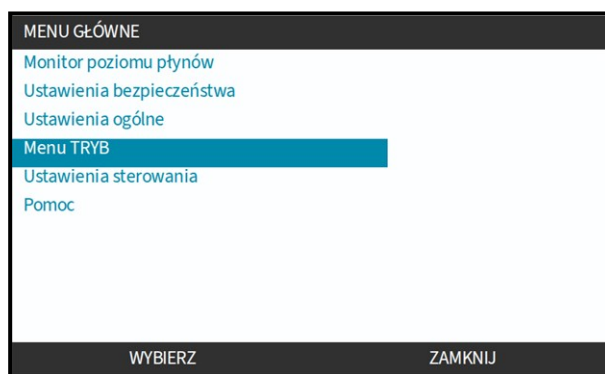 MENU GŁÓWNE
Monitor poziomu płynów
Ustawienia bezpieczeństwa
Ustawienia ogólne
Menu TRYB
Ustawienia sterowania
Pomoc
WYBIERZ ZAMKNIJ